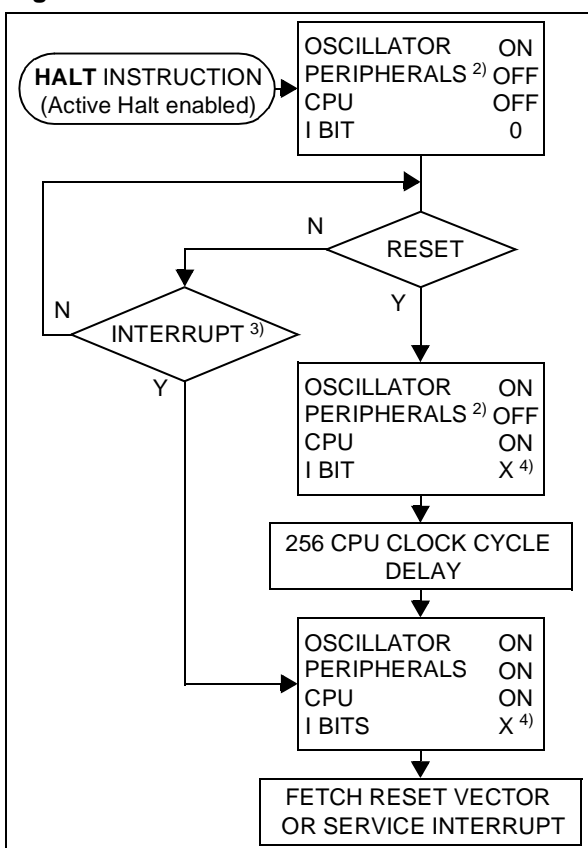 HALT INSTRUCTION
(Active Halt enabled)
OSCILLATOR ON
PERIPHERALS 2) OFF
CPU OFF
I BIT 0
N
RESET
N
INTERRUPT 3)
Y
Y
OSCILLATOR ON
PERIPHERALS 2) OFF
CPU ON
I BIT X 4)
256 CPU CLOCK CYCLE
DELAY
OSCILLATOR ON
PERIPHERALS ON
CPU ON
I BITS X 4)
FETCH RESET VECTOR
OR SERVICE INTERRUPT